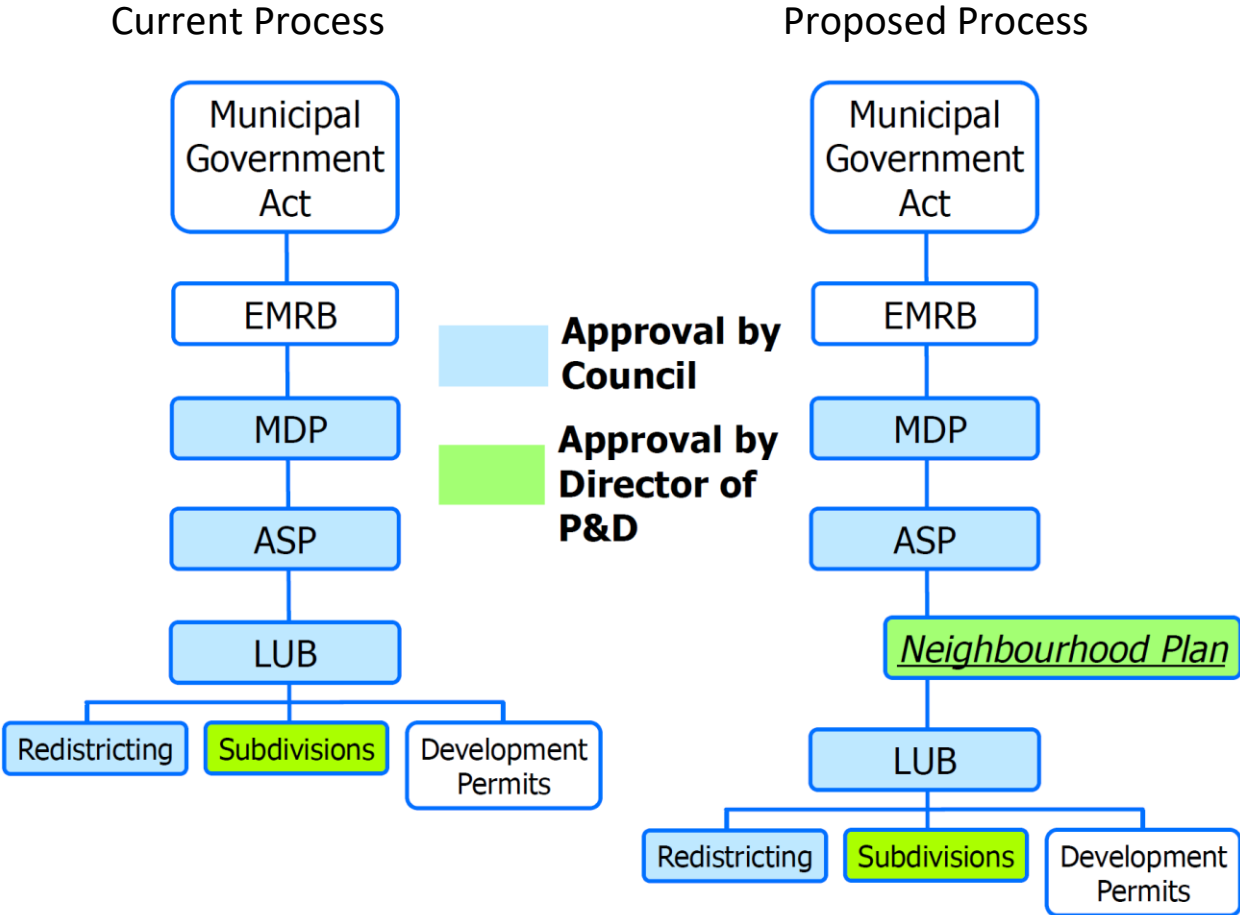 Current Process
Municipal
Government
Act
EMRB
MDP
ASP
LUB
Redistricting
Subdivisions
Development
Permits
Approval by
Council
Approval by
Director of
P&D
Proposed Process
Municipal
Government
Act
EMRB
MDP
ASP
Neighbourhood Plan
LUB
Redistricting
Subdivisions
Development
Permits